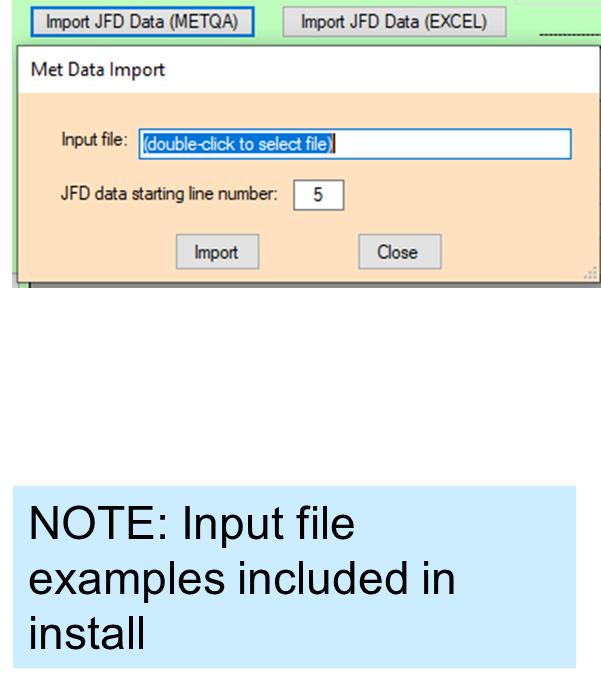 Import JFD Data (METQA) Import JFD Data (EXCEL)
Met Data Import
Input file: (double-click to select file)
JFD data starting line number: 5
Import Close
NOTE: Input file
examples included in
install